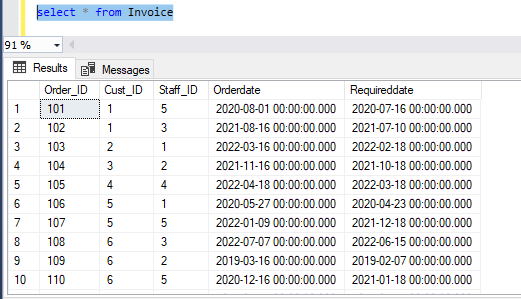 select * from Invoice
91 %
Results Messages
Order_ID Cust_ID Staff_ID Orderdate Requireddate
1 101 1 5 2020-08-01 00:00:00.000 2020-07-16 00:00:00.000
2 102 1 3 2021-08-16 00:00:00.000 2021-07-10 00:00:00.000
3 103 2 1 2022-03-16 00:00:00.000 2022-02-18 00:00:00.000
4 104 3 2 2021-11-16 00:00:00.000 2021-10-18 00:00:00.000
5 105 4 4 2022-04-18 00:00:00.000 2022-03-18 00:00:00.000
6 106 5 1 2020-05-27 00:00:00.000 2020-04-23 00:00:00.000
7 107 5 5 2022-01-09 00:00:00.000 2021-12-18 00:00:00.000
8 108 6 3 2022-07-07 00:00:00.000 2022-06-15 00:00:00.000
9 109 6 2 2019-03-16 00:00:00.000 2019-02-07 00:00:00.000
10 110 6 5 2020-12-16 00:00:00.000 2021-01-18 00:00:00.000